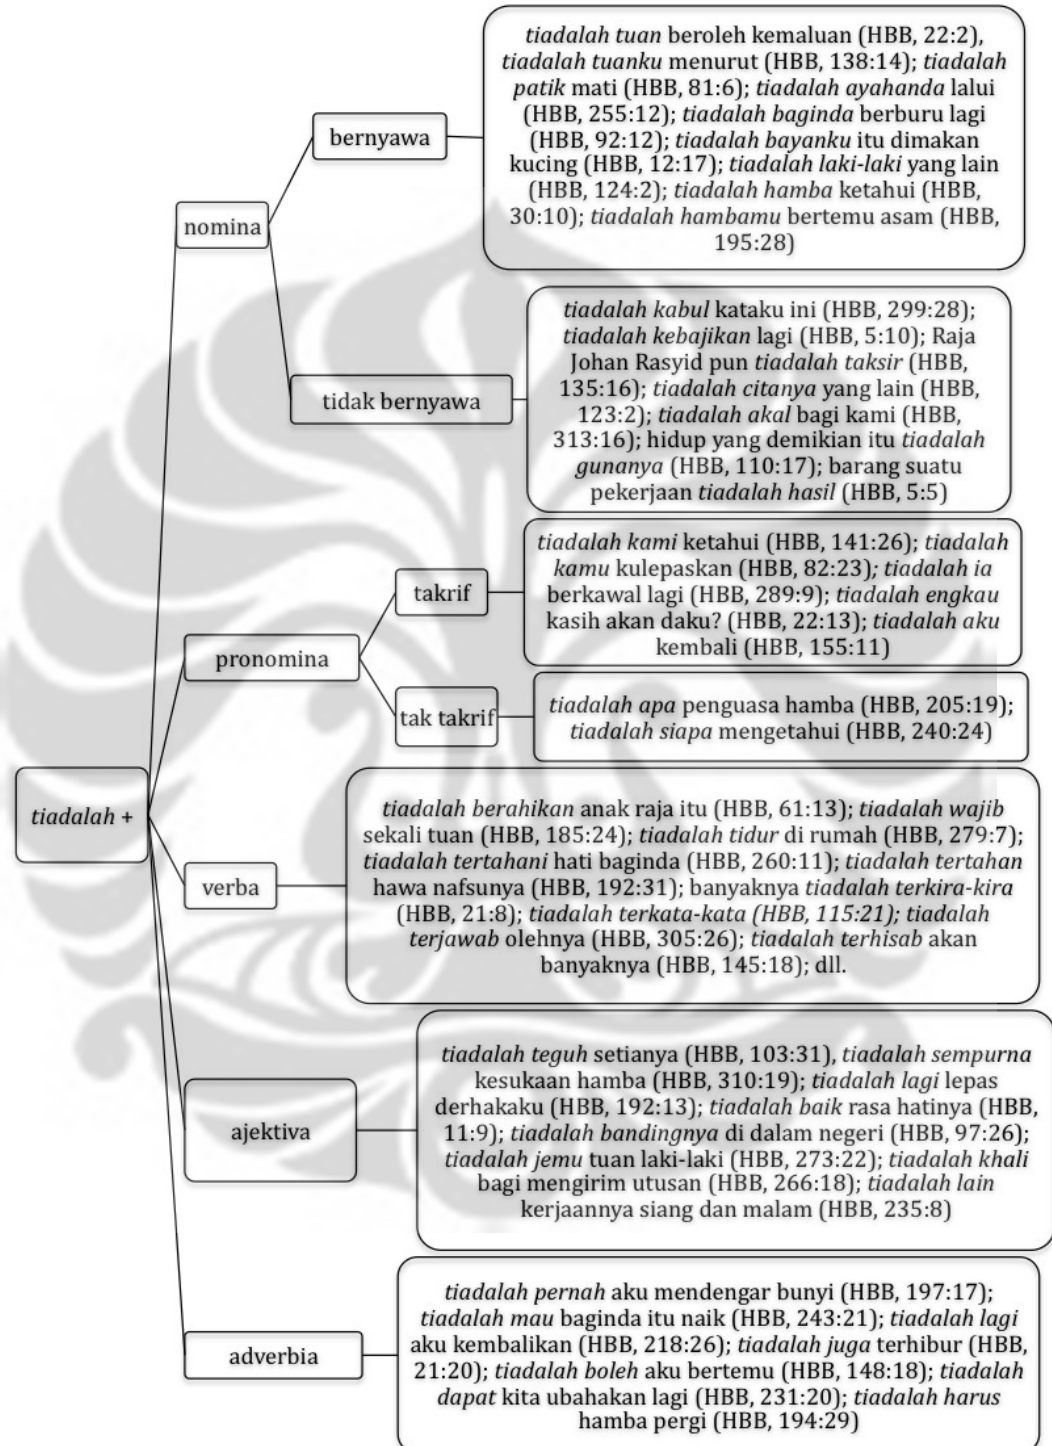 tiadalah tuan beroleh kemaluan (HBB, 22:2),
tiadalah tuanku menurut (HBB, 138:14); tiadalah
patik mati (HBB, 81:6); tiadalah ayahanda lalui
(HBB, 255:12); tiadalah baginda berburu lagi
(HBB, 92:12); tiadalah bayanku itu dimakan
kucing (HBB, 12:17); tiadalah laki-laki yang lain
(HBB, 124:2); tiadalah hamba ketahui (HBB,
30:10); tiadalah hambamu bertemu asam (HBB,
195:28)
bernyawa
nomina
tiadalah kabul kataku ini (HBB, 299:28);
tiadalah kebajikan lagi (HBB, 5:10); Raja
Johan Rasyid pun tiadalah taksir (HBB,
135:16); tiadalah citanya yang lain (HBB,
123:2); tiadalah akal bagi kami (HBB,
313:16); hidup yang demikian itu tiadalah
gunanya (HBB, 110:17); barang suatu
pekerjaan tiadalah hasil (HBB, 5:5)
tidak bernyawa
tiadalah kami ketahui (HBB, 141:26); tiadalah
kamu kulepaskan (HBB, 82:23); tiadalah ia
berkawal lagi (HBB, 289:9); tiadalah engkau
kasih akan daku? (HBB, 22:13); tiadalah aku
kembali (HBB, 155:11)
takrif
pronomina
tak takrif
tiadalah apa penguasa hamba (HBB, 205:19);
tiadalah siapa mengetahui (HBB, 240:24)
tiadalah +
tiadalah berahikan anak raja itu (HBB, 61:13); tiadalah wajib
sekali tuan (HBB, 185:24); tiadalah tidur di rumah (HBB, 279:7);
tiadalah tertahani hati baginda (HBB, 260:11); tiadalah tertahan
hawa nafsunya (HBB, 192:31); banyaknya tiadalah terkira-kira
(HBB, 21:8); tiadalah terkata-kata (HBB, 115:21); tiadalah
terjawab olehnya (HBB, 305:26); tiadalah terhisab akan
banyaknya (HBB, 145:18); dll.
verba
tiadalah teguh setianya (HBB, 103:31), tiadalah sempurna
kesukaan hamba (HBB, 310:19); tiadalah lagi lepas
derhakaku (HBB, 192:13); tiadalah baik rasa hatinya (HBB,
11:9); tiadalah bandingnya di dalam negeri (HBB, 97:26);
tiadalah jemu tuan laki-laki (HBB, 273:22); tiadalah khali
bagi mengirim utusan (HBB, 266:18); tiadalah lain
kerjaannya siang dan malam (HBB, 235:8)
ajektiva
tiadalah pernah aku mendengar bunyi (HBB, 197:17);
tiadalah mau baginda itu naik (HBB, 243:21); tiadalah lagi
aku kembalikan (HBB, 218:26); tiadalah juga terhibur (HBB,
21:20); tiadalah boleh aku bertemu (HBB, 148:18); tiadalah
dapat kita ubahakan lagi (HBB, 231:20); tiadalah harus
hamba pergi (HBB, 194:29)
adverbia